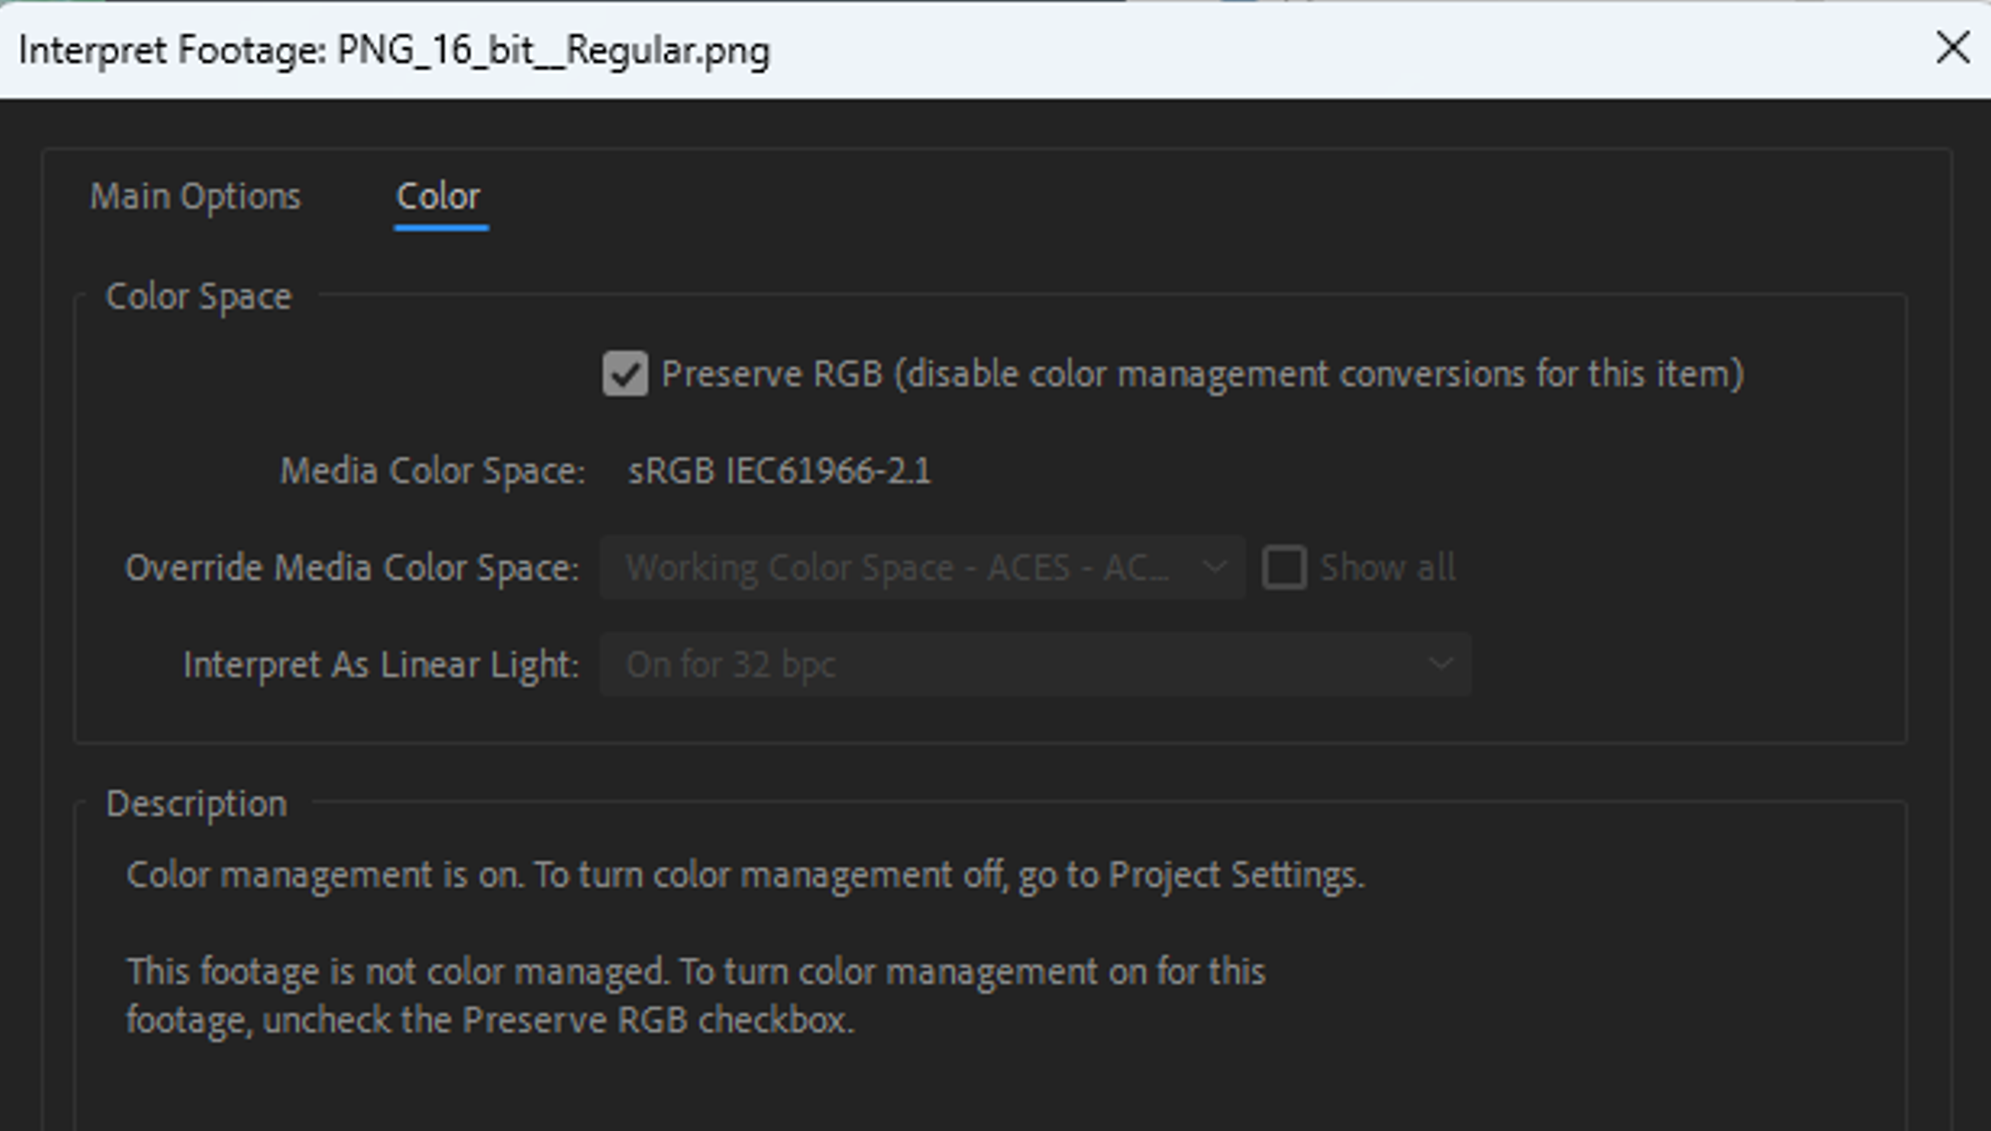 Interpret Footage: PNG_16_bit__Regular.png
Main Options Color
Color Space
Preserve RGB (disable color management conversions for this item)
Media Color Space: sRGB IEC61966-2.1
Override Media Color Space: Working Color Space - ACES - AC... Show all
Interpret As Linear Light: On for 32 bpc
Description
Color management is on. To turn color management off, go to Project Settings.
This footage is not color managed. To turn color management on for this
footage, uncheck the Preserve RGB checkbox.